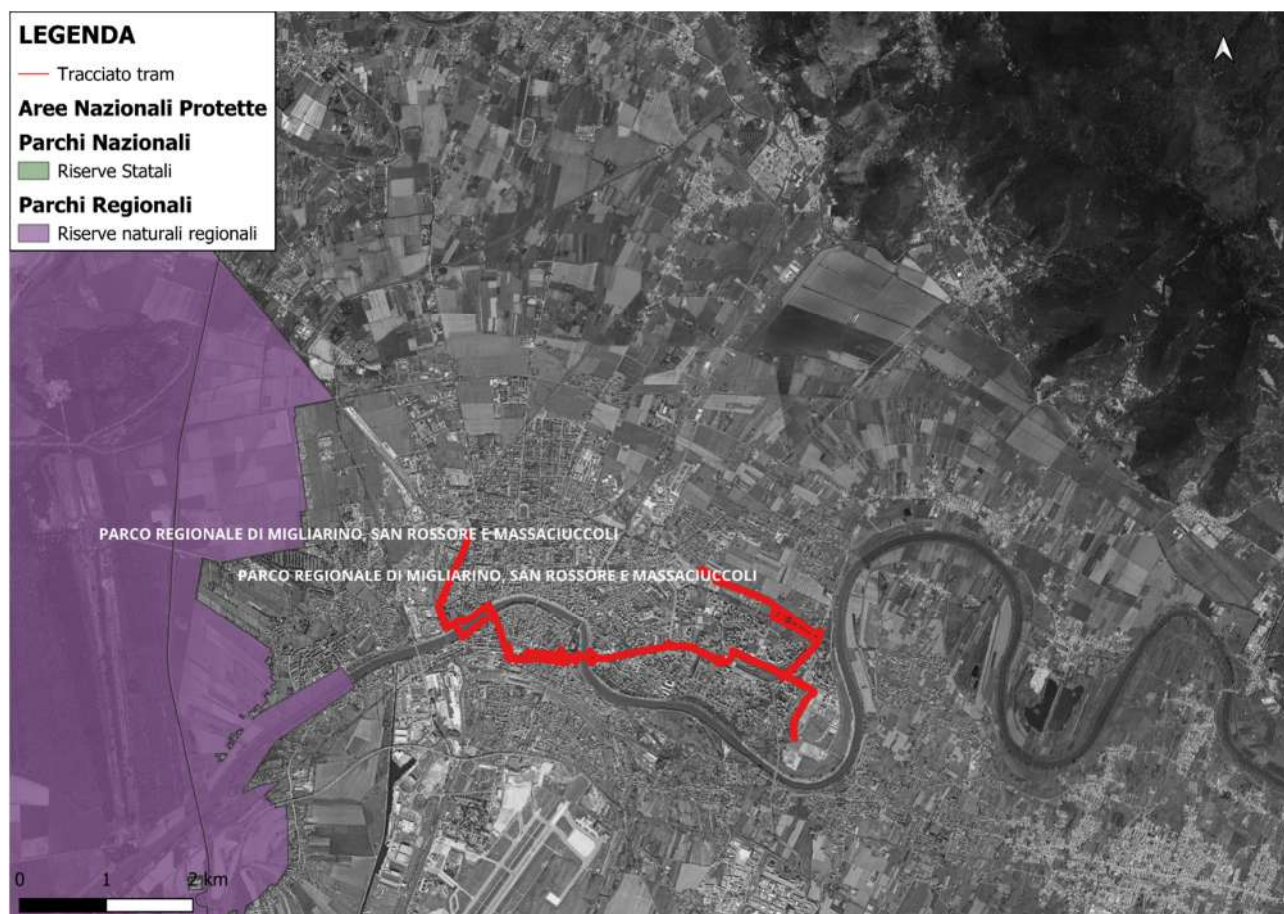 LEGENDA
Tracciato tram
Aree Nazionali Protette
Parchi Nazionali
Riserve Statali
Parchi Regionali
Riserve naturali regionali
PARCO REGIONALE DI MIGLIARINO, SAN ROSSORE E MASSACIUCCOLI
PARCO REGIONALE DI MIGLIARINO, SAN ROSSORE E MASSACIUCCOLI
0 1 2 km